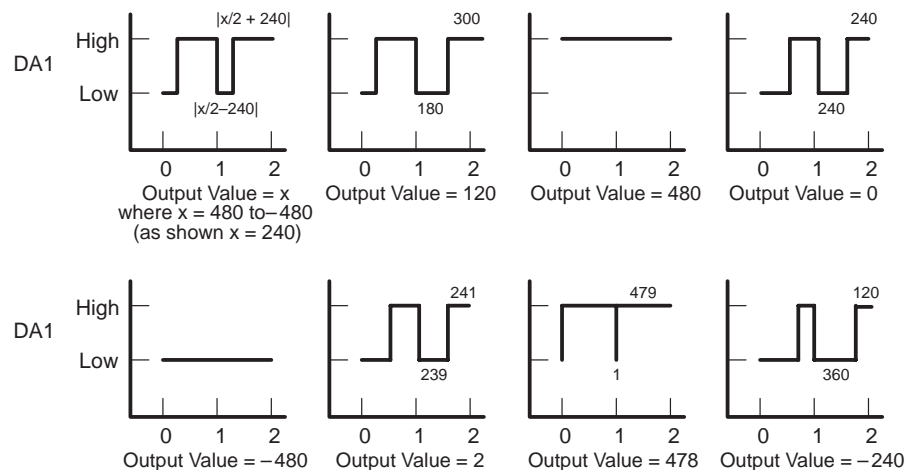 |x/2 + 240|
300
240
High
DA1
Low
|x/2–240|
180
240
0 1 2
0 1 2
0 1 2
0 1 2
Output Value = x
where x = 480 to–480
(as shown x = 240)
Output Value = 120
Output Value = 480
Output Value = 0
241
479
120
High
DA1
Low
239
1
360
0 1 2
0 1 2
0 1 2
0 1 2
Output Value = –480
Output Value = 2
Output Value = 478
Output Value = –240